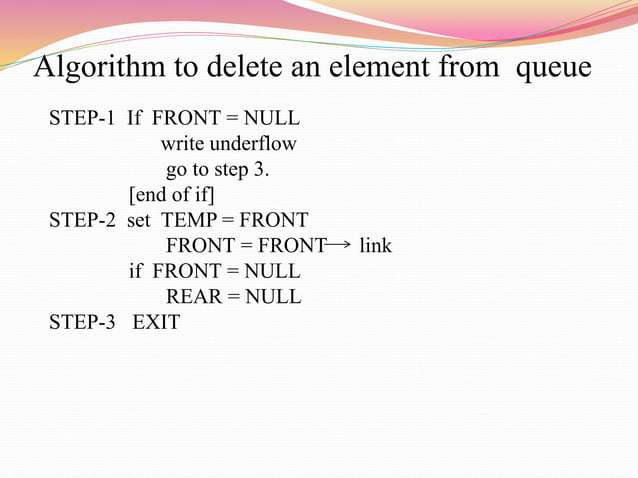 Algorithm to delete an element from queue
STEP-1 If FRONT = NULL
write underflow
go to step 3.
[end of if]
STEP-2 set TEMP = FRONT
FRONT = FRONT → link
if FRONT = NULL
REAR = NULL
STEP-3 EXIT